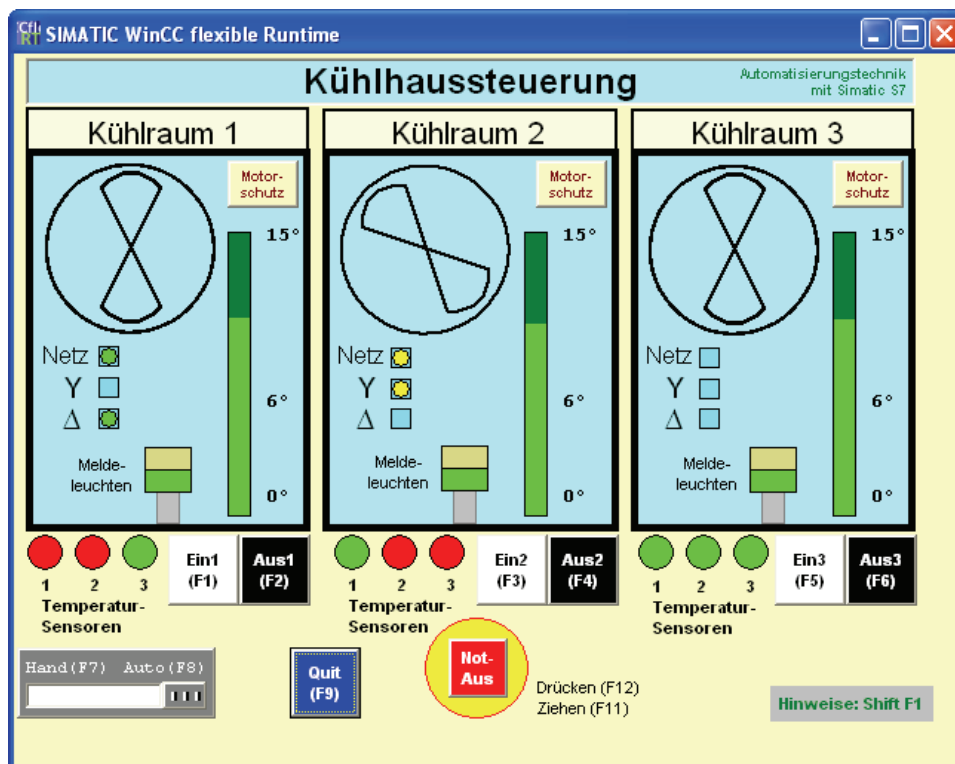 SIMATIC WinCC flexible Runtime
Kühlhaussteuerung
Automatisierungstechnik
mit Simatic S7
Kühlraum 1
Motor-
schutz
15°
Netz
Y
Δ
6°
Melde-
leuchten
0°
1 2 3
Temperatur-
Sensoren
Ein1
(F1)
Aus1
(F2)
Kühlraum 2
Motor-
schutz
15°
Netz
Y
Δ
6°
Melde-
leuchten
0°
1 2 3
Temperatur-
Sensoren
Ein2
(F3)
Aus2
(F4)
Kühlraum 3
Motor-
schutz
15°
Netz
Y
Δ
6°
Melde-
leuchten
0°
1 2 3
Temperatur-
Sensoren
Ein3
(F5)
Aus3
(F6)
Hand(F7) Auto(F8)
Quit
(F9)
Not-
Aus
Drücken (F12)
Ziehen (F11)
Hinweise: Shift F1